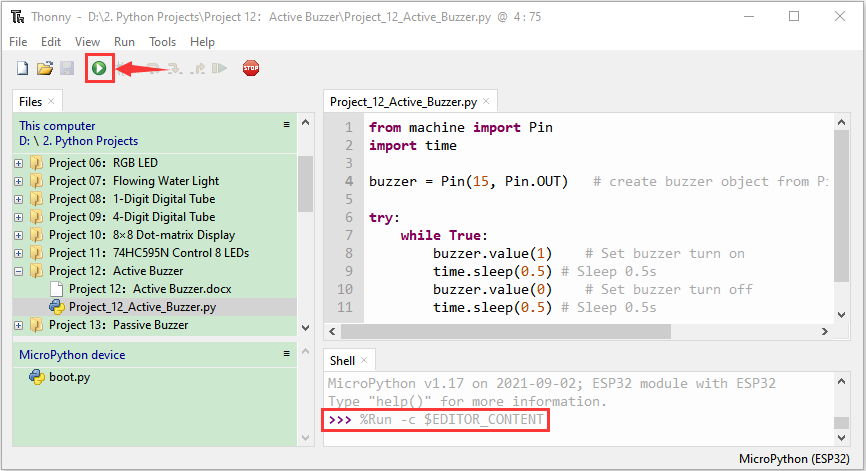 Thonny - D:\2. Python Projects\Project 12：Active Buzzer\Project_12_Active_Buzzer.py @ 4 : 75
File Edit View Run Tools Help
STOP
Files ×
This computer
D: \ 2. Python Projects
Project 06：RGB LED
Project 07：Flowing Water Light
Project 08：1-Digit Digital Tube
Project 09：4-Digit Digital Tube
Project 10：8×8 Dot-matrix Display
Project 11：74HC595N Control 8 LEDs
Project 12：Active Buzzer
Project 12：Active Buzzer.docx
Project_12_Active_Buzzer.py
Project 13：Passive Buzzer
MicroPython device
boot.py
Project_12_Active_Buzzer.py ×
1 from machine import Pin
2 import time
3
4 buzzer = Pin(15, Pin.OUT)   # create buzzer object from Pi
5
6 try:
7     while True:
8         buzzer.value(1)    # Set buzzer turn on
9         time.sleep(0.5) # Sleep 0.5s
10         buzzer.value(0)    # Set buzzer turn off
11         time.sleep(0.5) # Sleep 0.5s
Shell ×
MicroPython v1.17 on 2021-09-02; ESP32 module with ESP32
Type "help()" for more information.
>>> %Run -c $EDITOR_CONTENT
MicroPython (ESP32)